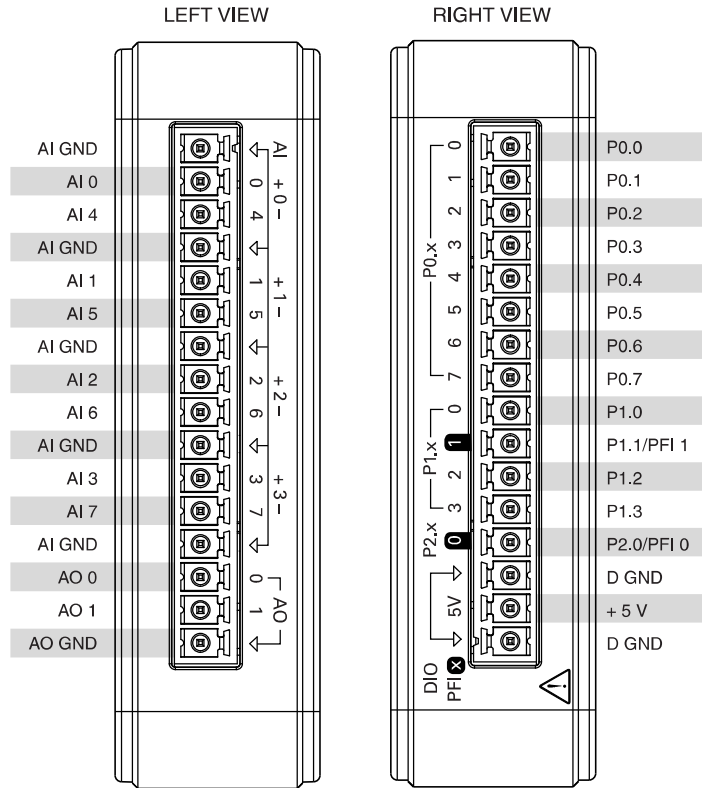 LEFT VIEW
AI GND
AI 0
AI 4
AI GND
AI 1
AI 5
AI GND
AI 2
AI 6
AI GND
AI 3
AI 7
AI GND
AO 0
AO 1
AO GND
AI
0
4
1
5
2
6
3
7
0
1
+0-
+1-
+2-
+3-
AO
RIGHT VIEW
P0.x
0
1
2
3
4
5
6
7
P1.x
0
1
2
3
P2.x
0
5V
DIO
PFI X
P0.0
P0.1
P0.2
P0.3
P0.4
P0.5
P0.6
P0.7
P1.0
P1.1/PFI 1
P1.2
P1.3
P2.0/PFI 0
D GND
+ 5 V
D GND